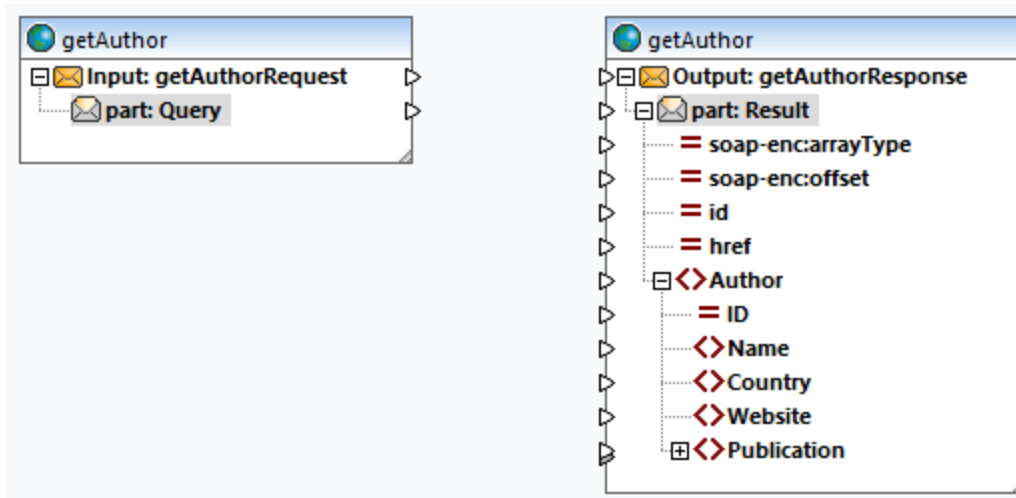 getAuthor
Input: getAuthorRequest
part: Query
getAuthor
Output: getAuthorResponse
part: Result
soap-enc:arrayType
soap-enc:offset
id
href
Author
ID
Name
Country
Website
Publication